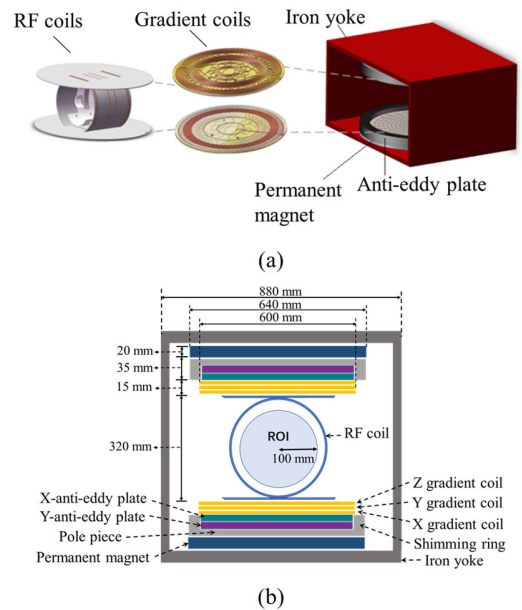 RF coils
Gradient coils
Iron yoke
Permanent
magnet
Anti-eddy plate
(a)
880 mm
640 mm
600 mm
20 mm
35 mm
15 mm
320 mm
ROI
100 mm
RF coil
X-anti-eddy plate
Y-anti-eddy plate
Pole piece
Permanent magnet
Z gradient coil
Y gradient coil
X gradient coil
Shimming ring
Iron yoke
(b)